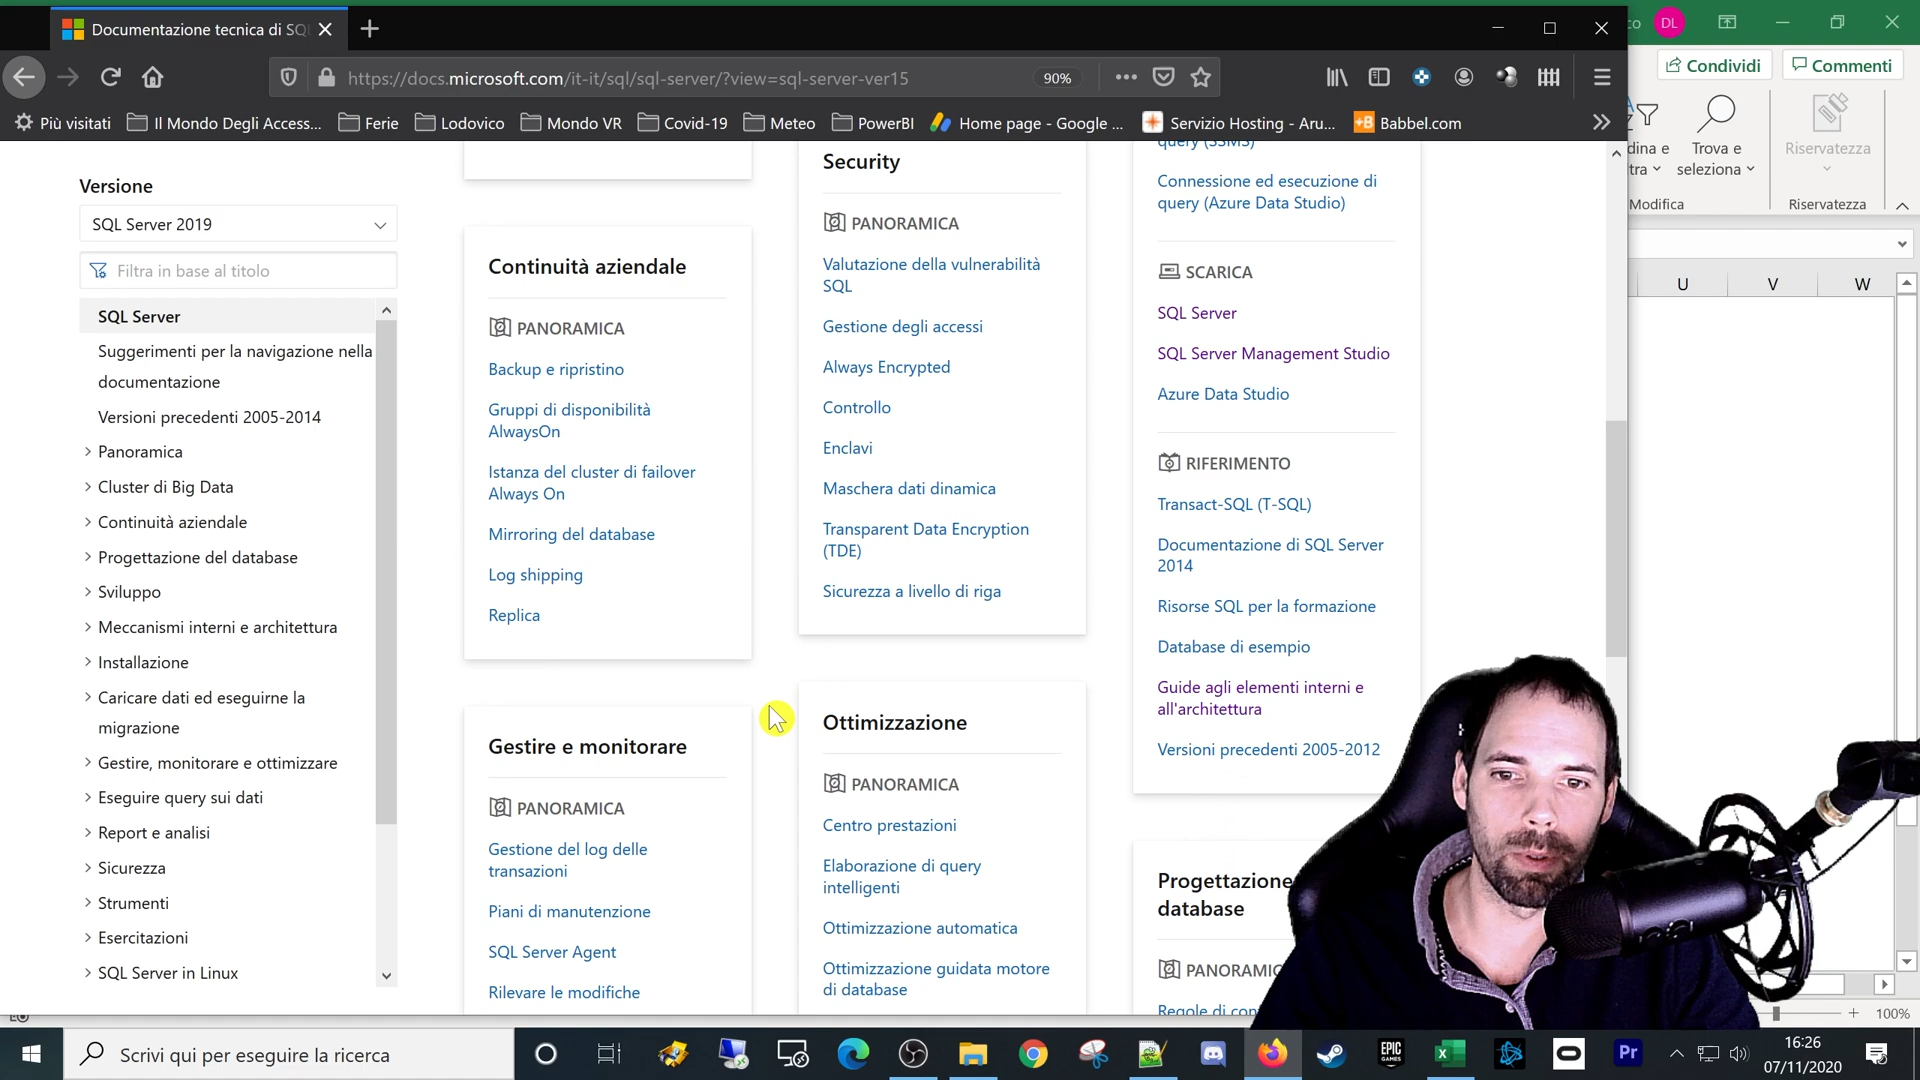 Documentazione tecnica di SQ
DL
https://docs.microsoft.com/it-it/sql/sql-server/?view=sql-server-ver15
90%
Condividi
Commenti
Più visitati
Il Mondo Degli Access...
Ferie
Lodovico
Mondo VR
Covid-19
Meteo
PowerBI
Home page - Google ...
Servizio Hosting - Aru...
Babbel.com
dina e
tra
Trova e
seleziona
Riservatezza
Modifica
Riservatezza
U
V
W
Versione
SQL Server 2019
Filtra in base al titolo
SQL Server
Suggerimenti per la navigazione nella
documentazione
Versioni precedenti 2005-2014
Panoramica
Cluster di Big Data
Continuità aziendale
Progettazione del database
Sviluppo
Meccanismi interni e architettura
Installazione
Caricare dati ed eseguirne la
migrazione
Gestire, monitorare e ottimizzare
Eseguire query sui dati
Report e analisi
Sicurezza
Strumenti
Esercitazioni
SQL Server in Linux
Continuità aziendale
PANORAMICA
Backup e ripristino
Gruppi di disponibilità
AlwaysOn
Istanza del cluster di failover
Always On
Mirroring del database
Log shipping
Replica
Gestire e monitorare
PANORAMICA
Gestione del log delle
transazioni
Piani di manutenzione
SQL Server Agent
Rilevare le modifiche
Security
PANORAMICA
Valutazione della vulnerabilità
SQL
Gestione degli accessi
Always Encrypted
Controllo
Enclavi
Maschera dati dinamica
Transparent Data Encryption
(TDE)
Sicurezza a livello di riga
Ottimizzazione
PANORAMICA
Centro prestazioni
Elaborazione di query
intelligenti
Ottimizzazione automatica
Ottimizzazione guidata motore
di database
query (SSMS)
Connessione ed esecuzione di
query (Azure Data Studio)
SCARICA
SQL Server
SQL Server Management Studio
Azure Data Studio
RIFERIMENTO
Transact-SQL (T-SQL)
Documentazione di SQL Server
2014
Risorse SQL per la formazione
Database di esempio
Guide agli elementi interni e
all'architettura
Versioni precedenti 2005-2012
Progettazione
database
PANORAMIC
Regole di con
100%
Scrivi qui per eseguire la ricerca
EPIC
GAMES
Pr
16:26
07/11/2020